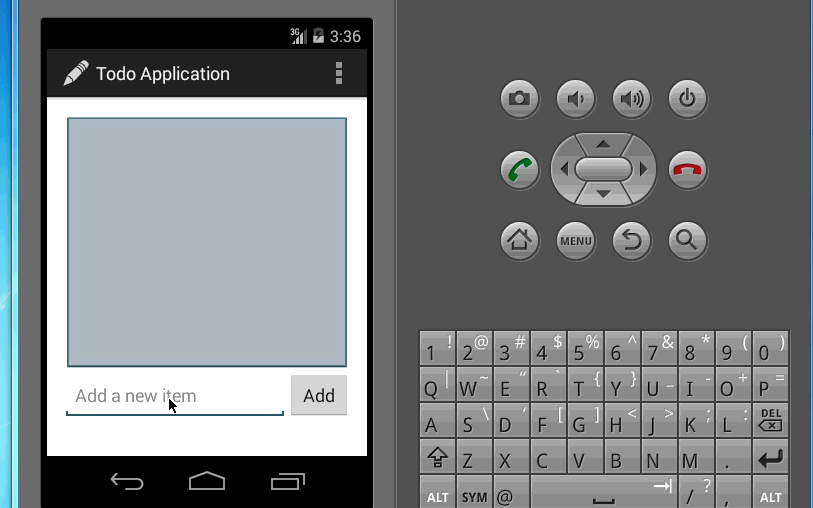 3G 3:36
Todo Application
Add a new item Add
MENU
1 ! 2 @ 3 # 4 $ 5 % 6 ^ 7 & 8 * 9 ( 0 )
Q | W ~ E “ R ` T { Y } U _ I - O + P =
A S \ D ‘ F [ G ] H < J > K ; L : DEL
Z X C V B N M .
ALT SYM @ / ? , ALT